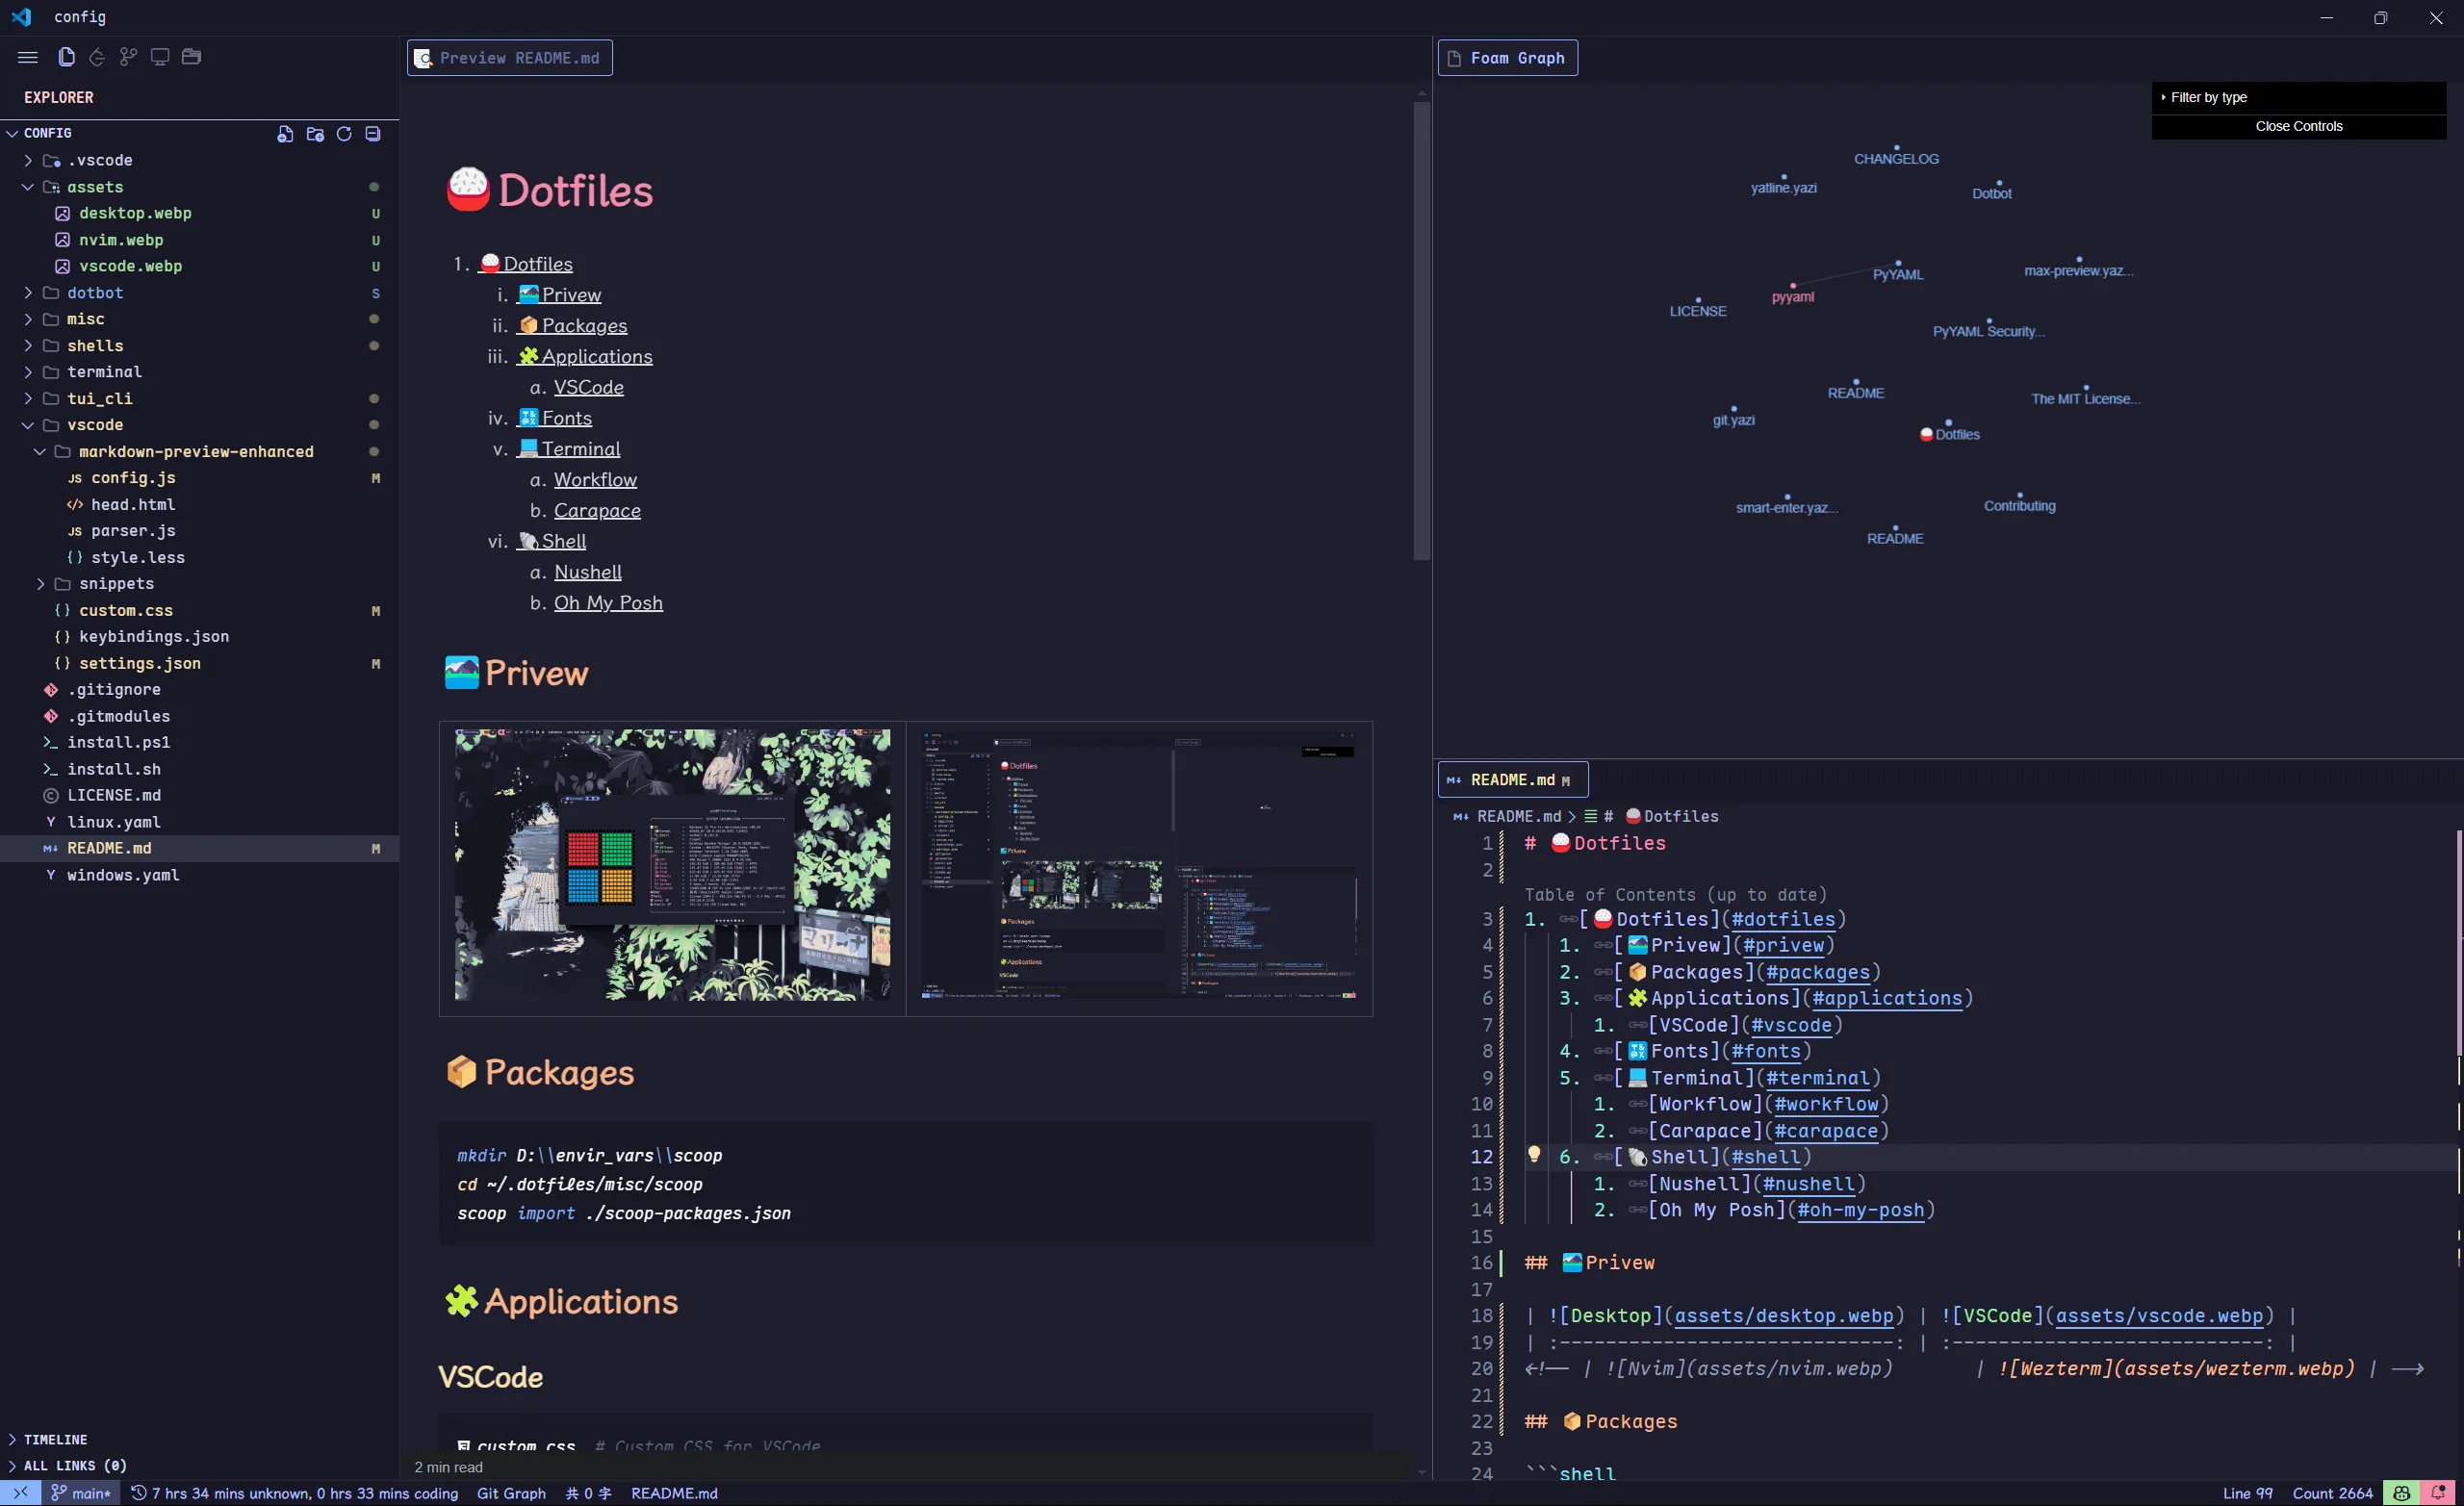 config
EXPLORER
CONFIG
.vscode
assets
desktop.webp U
nvim.webp U
vscode.webp U
dotbot S
misc
shells
terminal
tui_cli
vscode
markdown-preview-enhanced
JS config.js M
</> head.html
JS parser.js
{} style.less
snippets
{} custom.css M
{} keybindings.json
{} settings.json M
.gitignore
.gitmodules
>_ install.ps1
>_ install.sh
LICENSE.md
Y linux.yaml
M↓ README.md M
Y windows.yaml
TIMELINE
ALL LINKS (0)
Preview README.md
🍚Dotfiles
1. 🍚Dotfiles
i. 🏞️Privew
ii. 📦Packages
iii. 🧩Applications
a. VSCode
iv. 🔣Fonts
v. 💻Terminal
a. Workflow
b. Carapace
vi. 🐚Shell
a. Nushell
b. Oh My Posh
🏞️Privew
📦Packages
mkdir D:\\envir_vars\\scoop
cd ~/.dotfiles/misc/scoop
scoop import ./scoop-packages.json
🧩Applications
VSCode
custom css # Custom CSS for VSCode
2 min read
Foam Graph
Filter by type
Close Controls
CHANGELOG
yatline.yazi
Dotbot
PyYAML
max-preview.yaz...
pyyaml
LICENSE
PyYAML Security...
README
The MIT License...
git.yazi
🍚Dotfiles
smart-enter.yaz...
Contributing
README
M↓ README.md M
M↓ README.md > # 🍚Dotfiles
1 # 🍚Dotfiles
2
Table of Contents (up to date)
3 1. [🍚Dotfiles](#dotfiles)
4 1. [🏞️Privew](#privew)
5 2. [📦Packages](#packages)
6 3. [🧩Applications](#applications)
7 1. [VSCode](#vscode)
8 4. [🔣Fonts](#fonts)
9 5. [💻Terminal](#terminal)
10 1. [Workflow](#workflow)
11 2. [Carapace](#carapace)
12 6. [🐚Shell](#shell)
13 1. [Nushell](#nushell)
14 2. [Oh My Posh](#oh-my-posh)
15
16 ## 🏞️Privew
17
18 | ![Desktop](assets/desktop.webp) | ![VSCode](assets/vscode.webp) |
19 | :-----------------------------: | :---------------------------: |
20 <!-- | ![Nvim](assets/nvim.webp) | ![Wezterm](assets/wezterm.webp) | -->
21
22 ## 📦Packages
23
24 ```shell
main* 7 hrs 34 mins unknown, 0 hrs 33 mins coding Git Graph 共 0 字 README.md Line 99 Count 2664